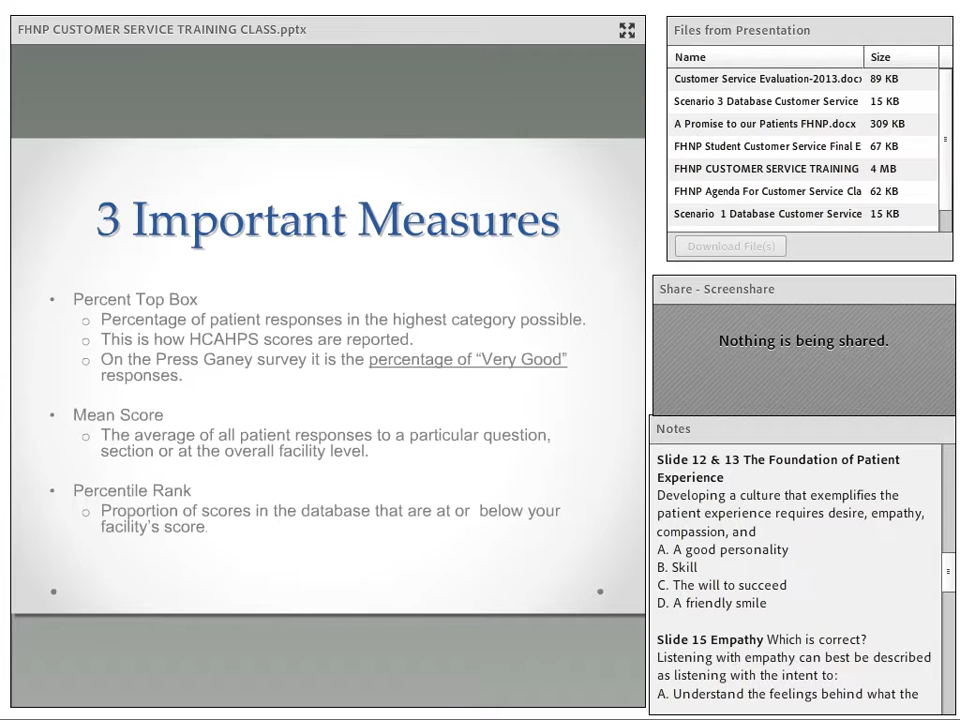 FHNP CUSTOMER SERVICE TRAINING CLASS.pptx
3 Important Measures
• Percent Top Box
o Percentage of patient responses in the highest category possible.
o This is how HCAHPS scores are reported.
o On the Press Ganey survey it is the percentage of “Very Good”
responses.
• Mean Score
o The average of all patient responses to a particular question,
section or at the overall facility level.
• Percentile Rank
o Proportion of scores in the database that are at or below your
facility’s score.
Files from Presentation
Name Size
Customer Service Evaluation-2013.docx 89 KB
Scenario 3 Database Customer Service 15 KB
A Promise to our Patients FHNP.docx 309 KB
FHNP Student Customer Service Final E 67 KB
FHNP CUSTOMER SERVICE TRAINING 4 MB
FHNP Agenda For Customer Service Cla 62 KB
Scenario 1 Database Customer Service 15 KB
Download File(s)
Share - Screenshare
Nothing is being shared.
Notes
Slide 12 & 13 The Foundation of Patient
Experience
Developing a culture that exemplifies the
patient experience requires desire, empathy,
compassion, and
A. A good personality
B. Skill
C. The will to succeed
D. A friendly smile
Slide 15 Empathy Which is correct?
Listening with empathy can best be described
as listening with the intent to:
A. Understand the feelings behind what the